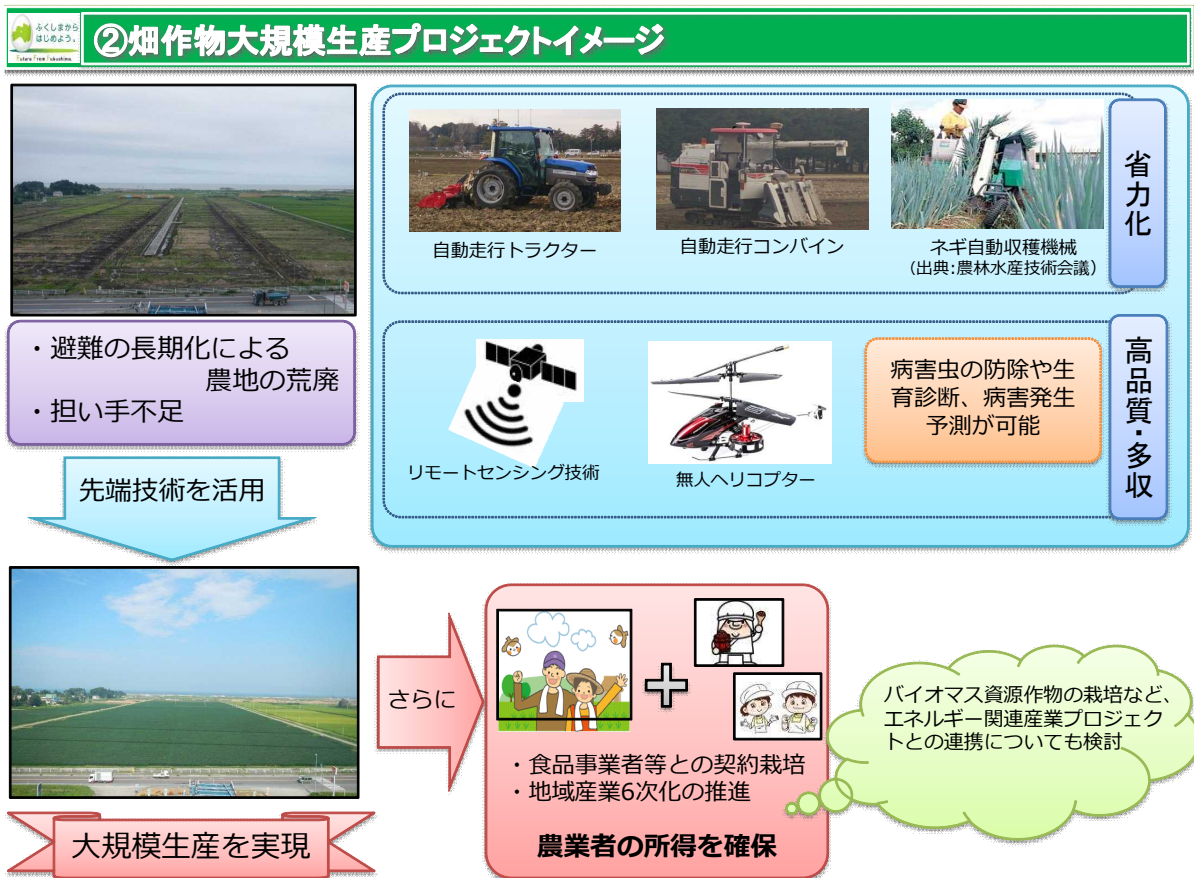 ふくしまから
はじめよう。
Future From Fukushima.
②畑作物大規模生産プロジェクトイメージ
・避難の長期化による
農地の荒廃
・担い手不足
先端技術を活用
大規模生産を実現
自動走行トラクター
自動走行コンバイン
ネギ自動収穫機械
(出典:農林水産技術会議)
省力化
リモートセンシング技術
無人ヘリコプター
病害虫の防除や生
育診断、病害発生
予測が可能
高品質・多収
さらに
・食品事業者等との契約栽培
・地域産業6次化の推進
農業者の所得を確保
バイオマス資源作物の栽培など、
エネルギー関連産業プロジェク
トとの連携についても検討